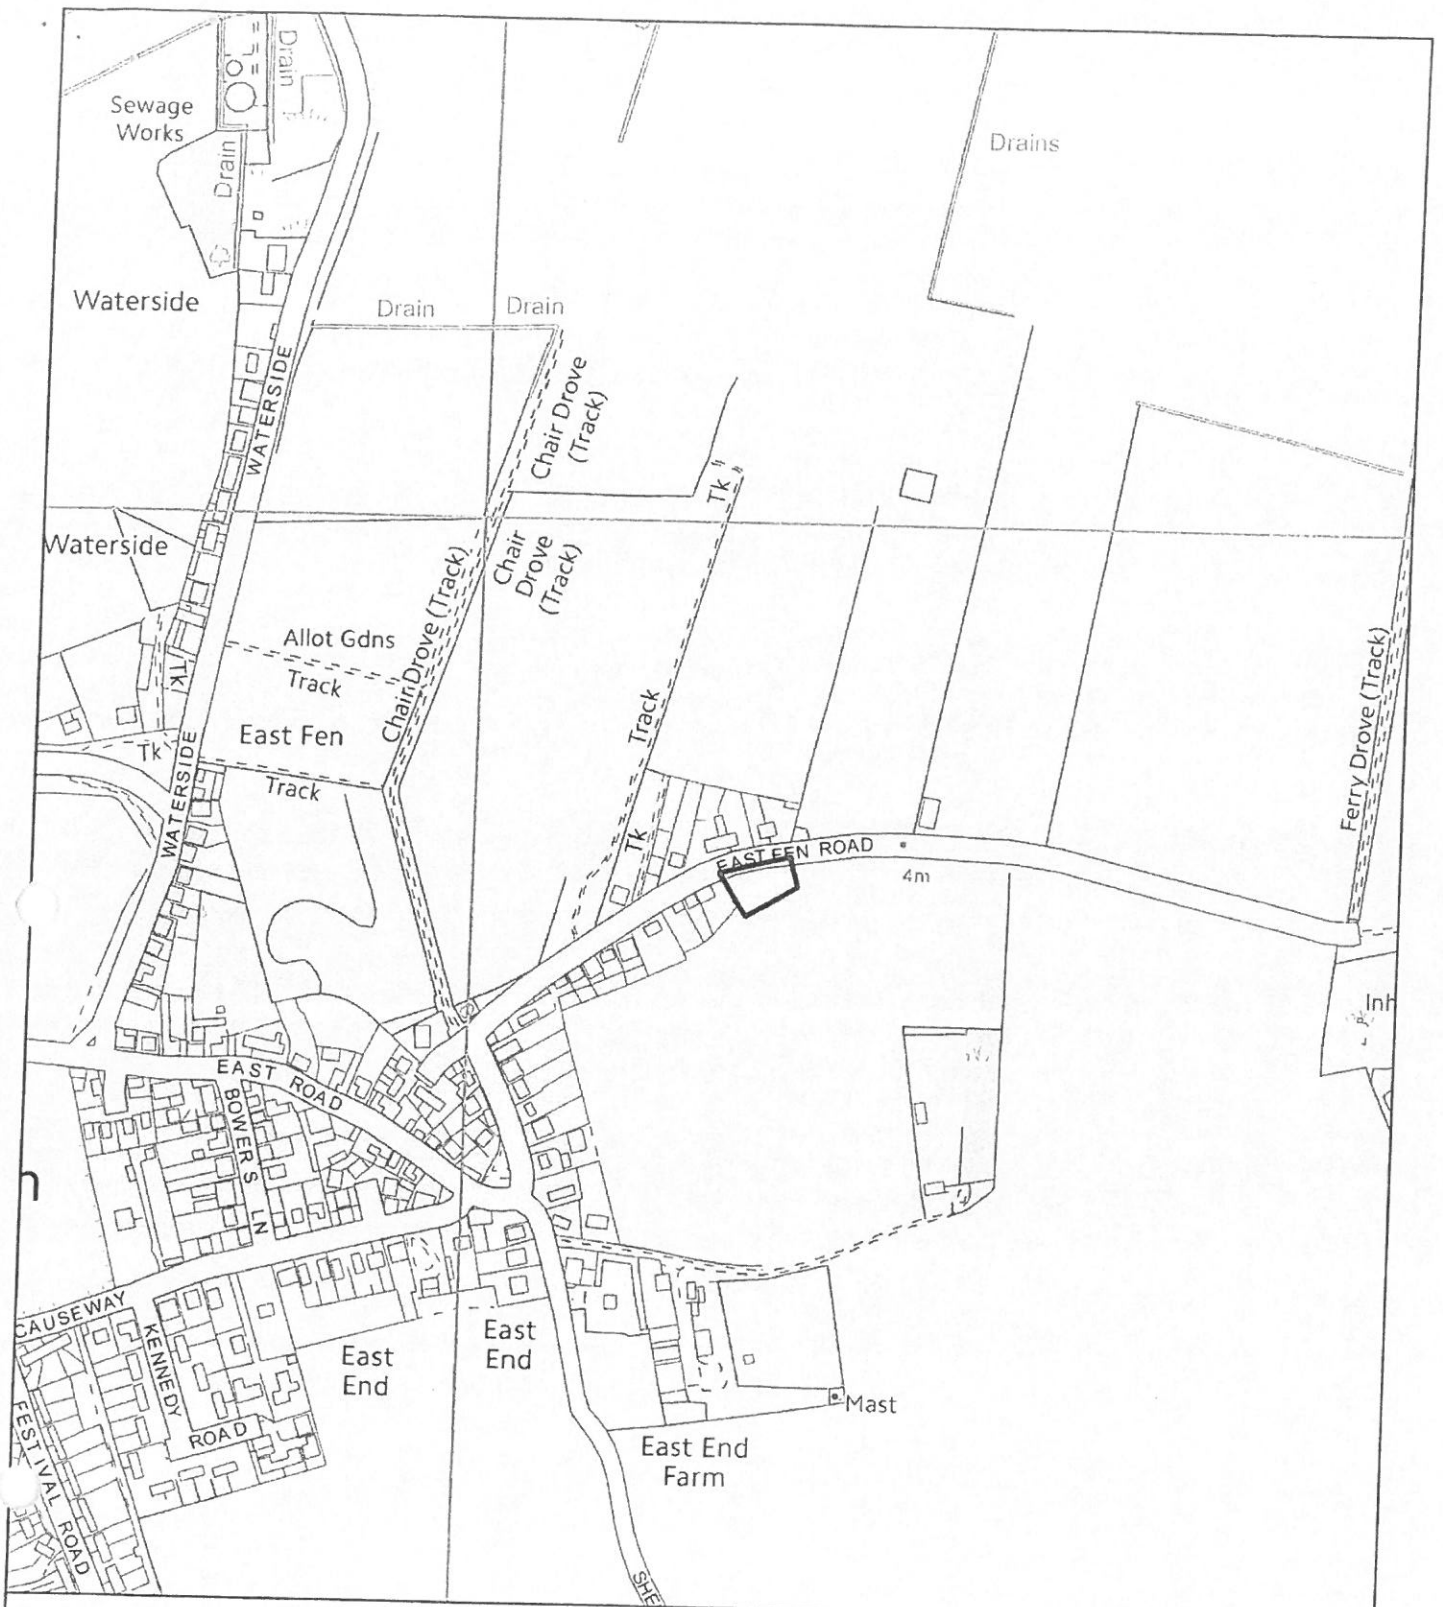 Drain
Sewage
Works
Drain
Drains
Waterside
Drain
Drain
WATERSIDE
Chair Drove
(Track)
Tk
Waterside
Chair
Drove
(Track)
Chair Drove (Track)
Allot Gdns
Track
Tk
East Fen
Track
Tk
WATERSIDE
Track
Tk
Ferry Drove (Track)
EAST FEN ROAD
4m
EAST ROAD
BOWERS LN
n
CAUSEWAY
KENNEDY
ROAD
East
End
East
End
Mast
East End
Farm
FESTIVAL ROAD
SHE
Inh